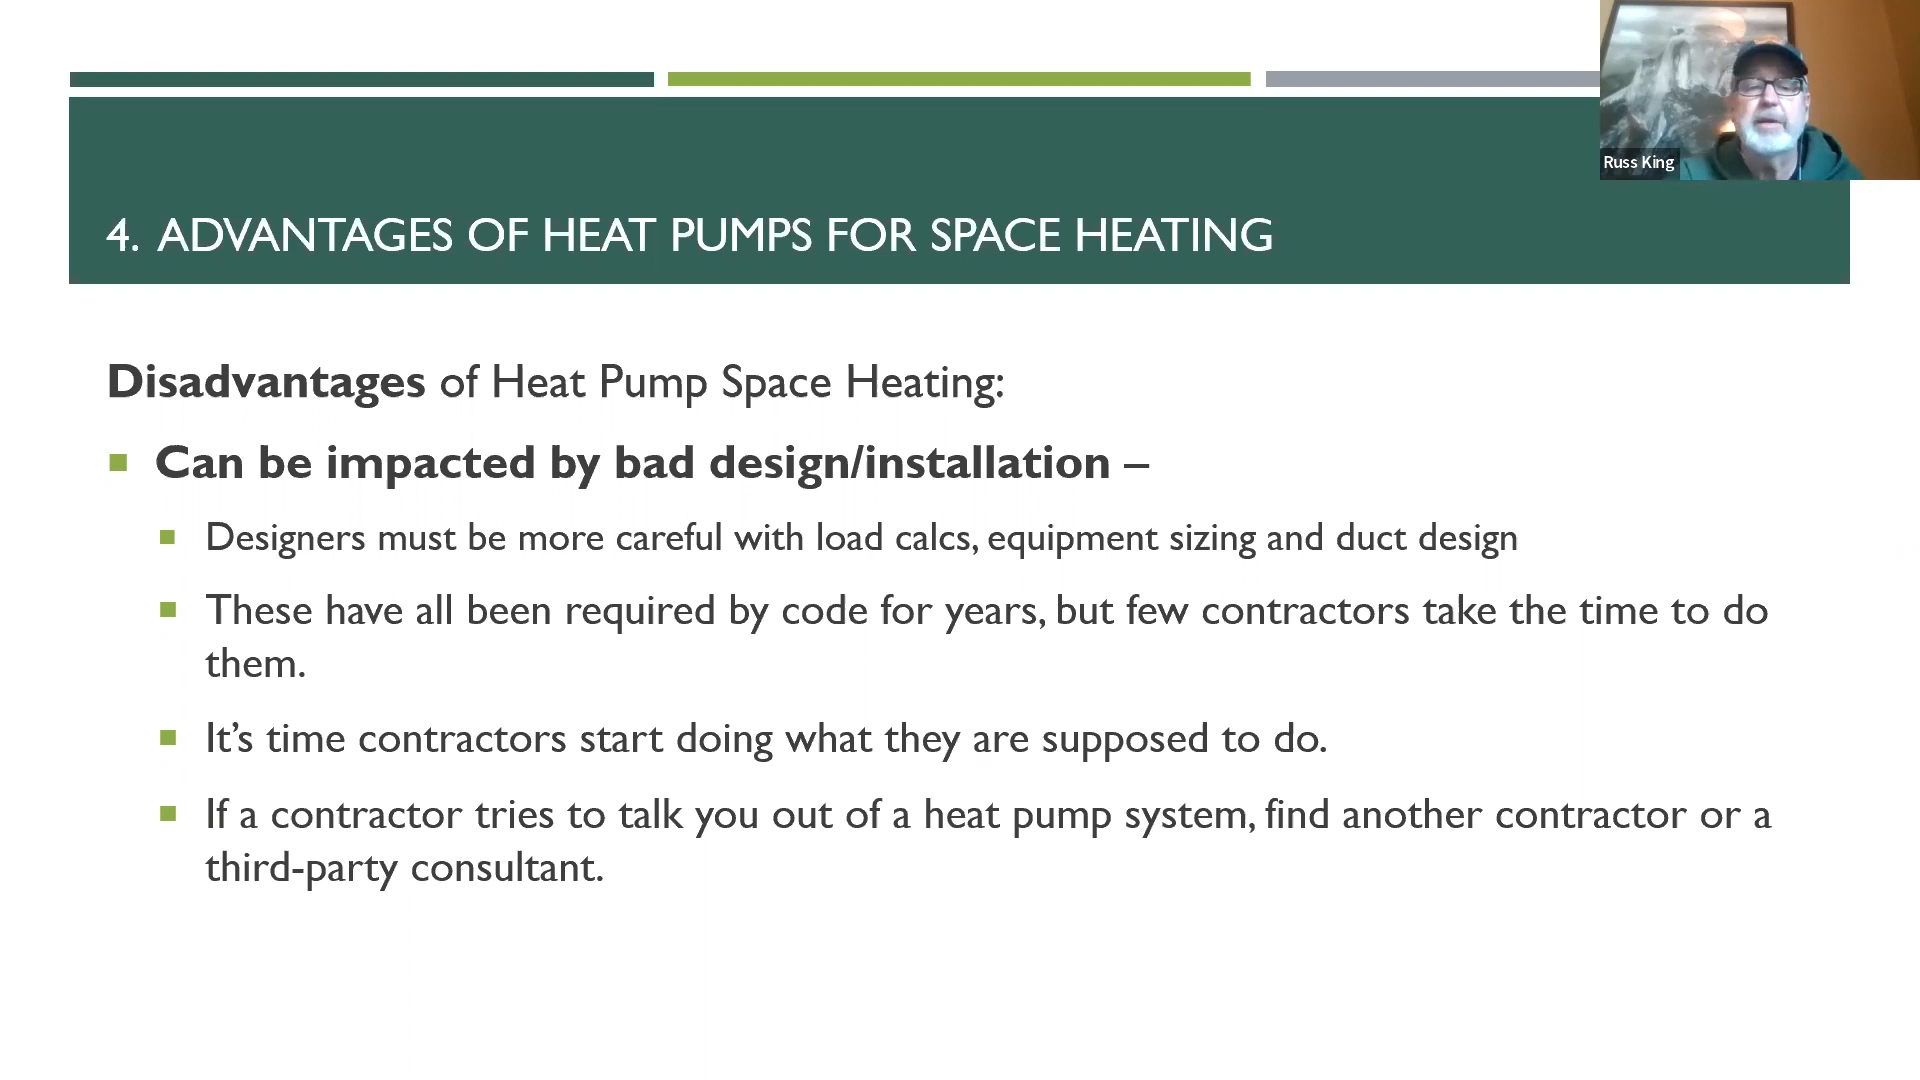 Russ King
4. ADVANTAGES OF HEAT PUMPS FOR SPACE HEATING
Disadvantages of Heat Pump Space Heating:
Can be impacted by bad design/installation –
Designers must be more careful with load calcs, equipment sizing and duct design
These have all been required by code for years, but few contractors take the time to do
them.
It’s time contractors start doing what they are supposed to do.
If a contractor tries to talk you out of a heat pump system, find another contractor or a
third-party consultant.